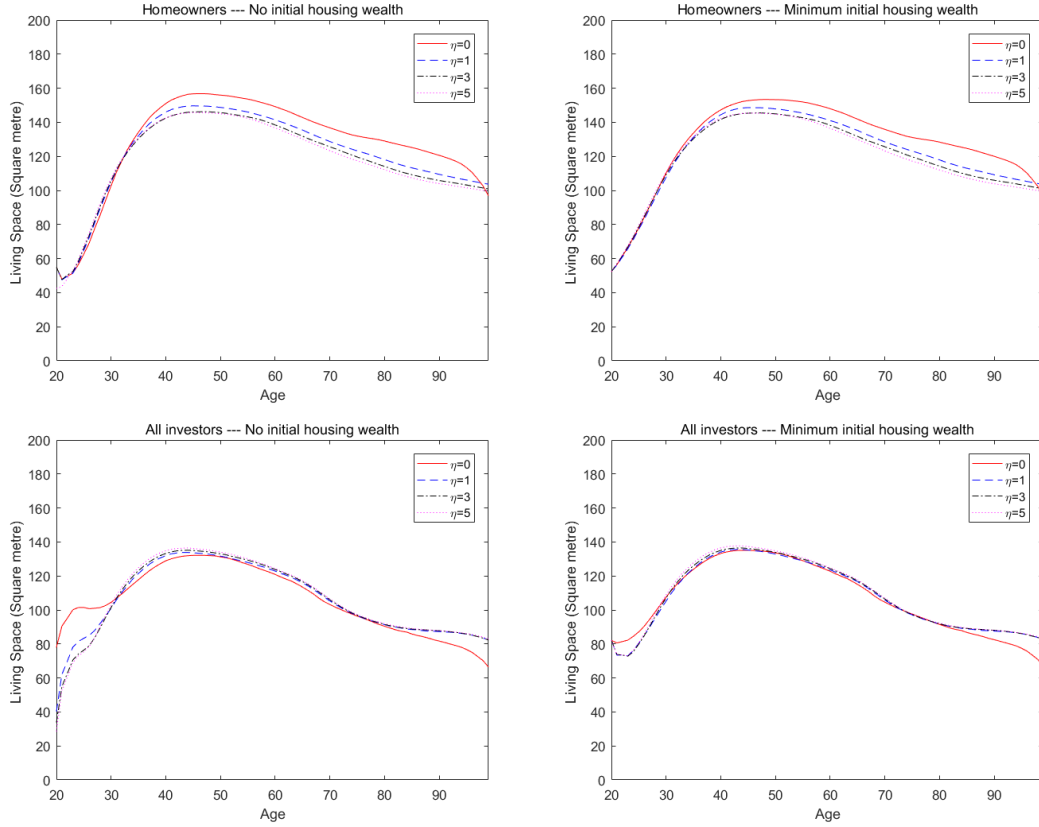 Homeowners --- No initial housing wealth
200
180
160
140
120
100
80
60
40
20
0
Living Space (Square metre)
η=0
η=1
η=3
η=5
20 30 40 50 60 70 80 90
Age
Homeowners --- Minimum initial housing wealth
200
180
160
140
120
100
80
60
40
20
0
Living Space (Square metre)
η=0
η=1
η=3
η=5
20 30 40 50 60 70 80 90
Age
All investors --- No initial housing wealth
200
180
160
140
120
100
80
60
40
20
0
Living Space (Square metre)
η=0
η=1
η=3
η=5
20 30 40 50 60 70 80 90
Age
All investors --- Minimum initial housing wealth
200
180
160
140
120
100
80
60
40
20
0
Living Space (Square metre)
η=0
η=1
η=3
η=5
20 30 40 50 60 70 80 90
Age